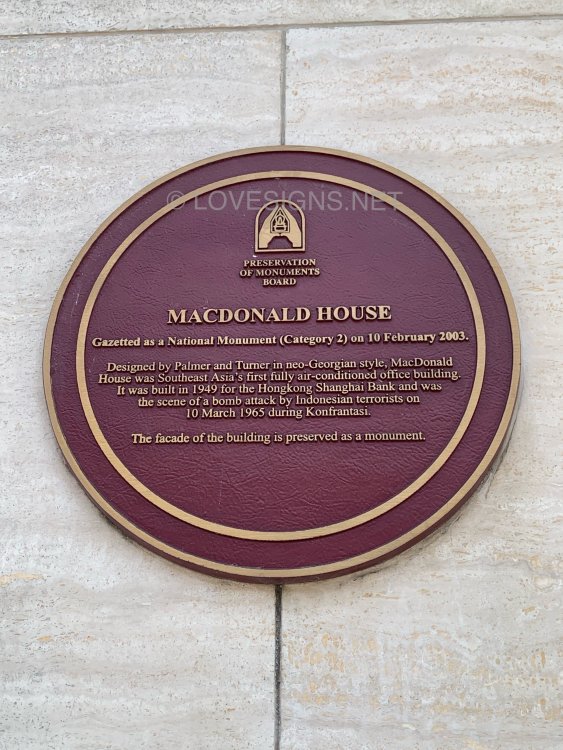 © LOVESIGNS.NET
PRESERVATION
OF MONUMENTS
BOARD
MACDONALD HOUSE
Gazetted as a National Monument (Category 2) on 10 February 2003.
Designed by Palmer and Turner in neo-Georgian style, MacDonald
House was Southeast Asia's first fully air-conditioned office building.
It was built in 1949 for the Hongkong Shanghai Bank and was
the scene of a bomb attack by Indonesian terrorists on
10 March 1965 during Konfrantasi.
The facade of the building is preserved as a monument.